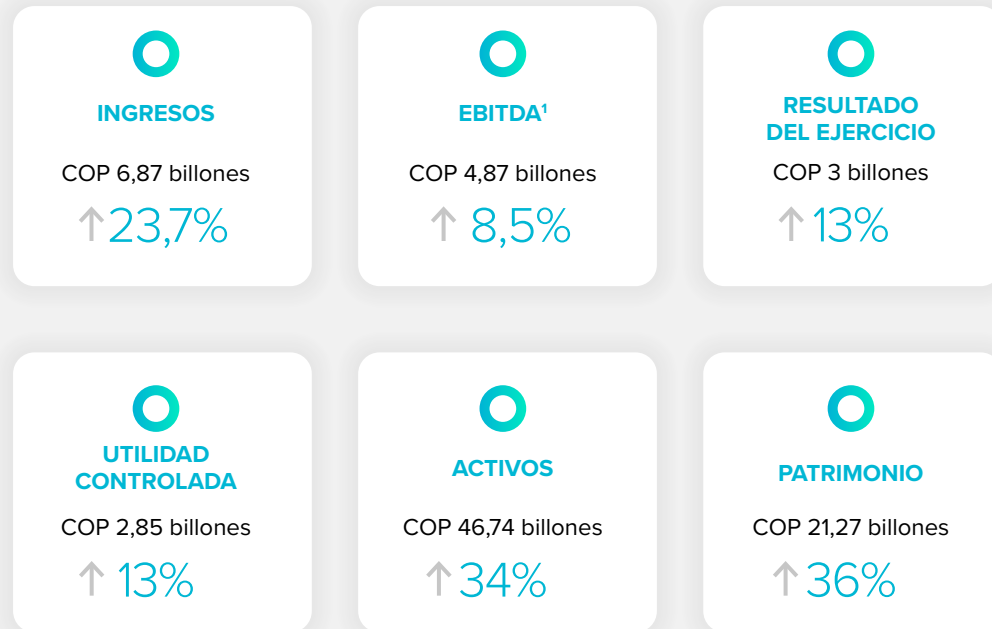 INGRESOS
COP 6,87 billones
↑23,7%
EBITDA¹
COP 4,87 billones
↑ 8,5%
RESULTADO
DEL EJERCICIO
COP 3 billones
↑ 13%
UTILIDAD
CONTROLADA
COP 2,85 billones
↑ 13%
ACTIVOS
COP 46,74 billones
↑ 34%
PATRIMONIO
COP 21,27 billones
↑ 36%